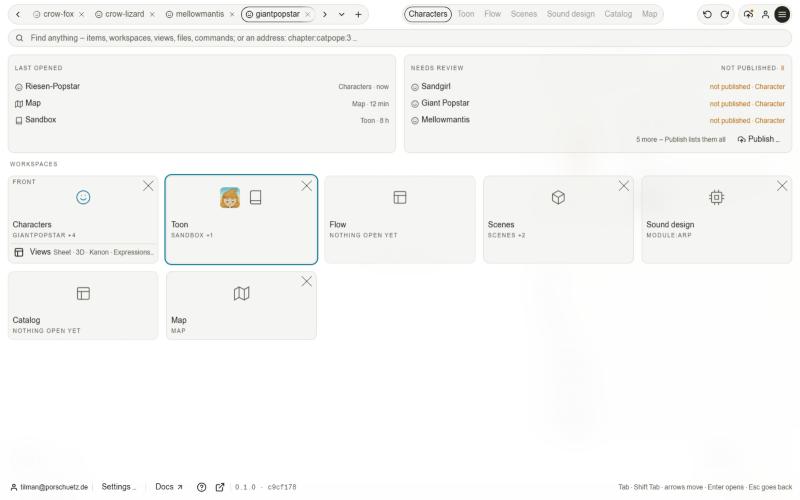 crow-fox
crow-lizard
mellowmantis
giantpopstar
Characters Toon Flow Scenes Sound design Catalog Map
Find anything – items, workspaces, views, files, commands; or an address: chapter:catpope:3 ...
LAST OPENED
Riesen-Popstar Characters · now
Map Map · 12 min
Sandbox Toon · 8 h
NEEDS REVIEW NOT PUBLISHED · 8
Sandgirl not published · Character
Giant Popstar not published · Character
Mellowmantis not published · Character
5 more – Publish lists them all Publish ...
WORKSPACES
FRONT
Characters
GIANTPOPSTAR +4
Views Sheet · 3D · Kanon · Expressions...
Toon
SANDBOX +1
Flow
NOTHING OPEN YET
Scenes
SCENES +2
Sound design
MODULE:ARP
Catalog
NOTHING OPEN YET
Map
MAP
tilman@porschuetz.de Settings ... Docs ↗ 0.1.0 · c9cf178
Tab · Shift Tab · arrows move · Enter opens · Esc goes back